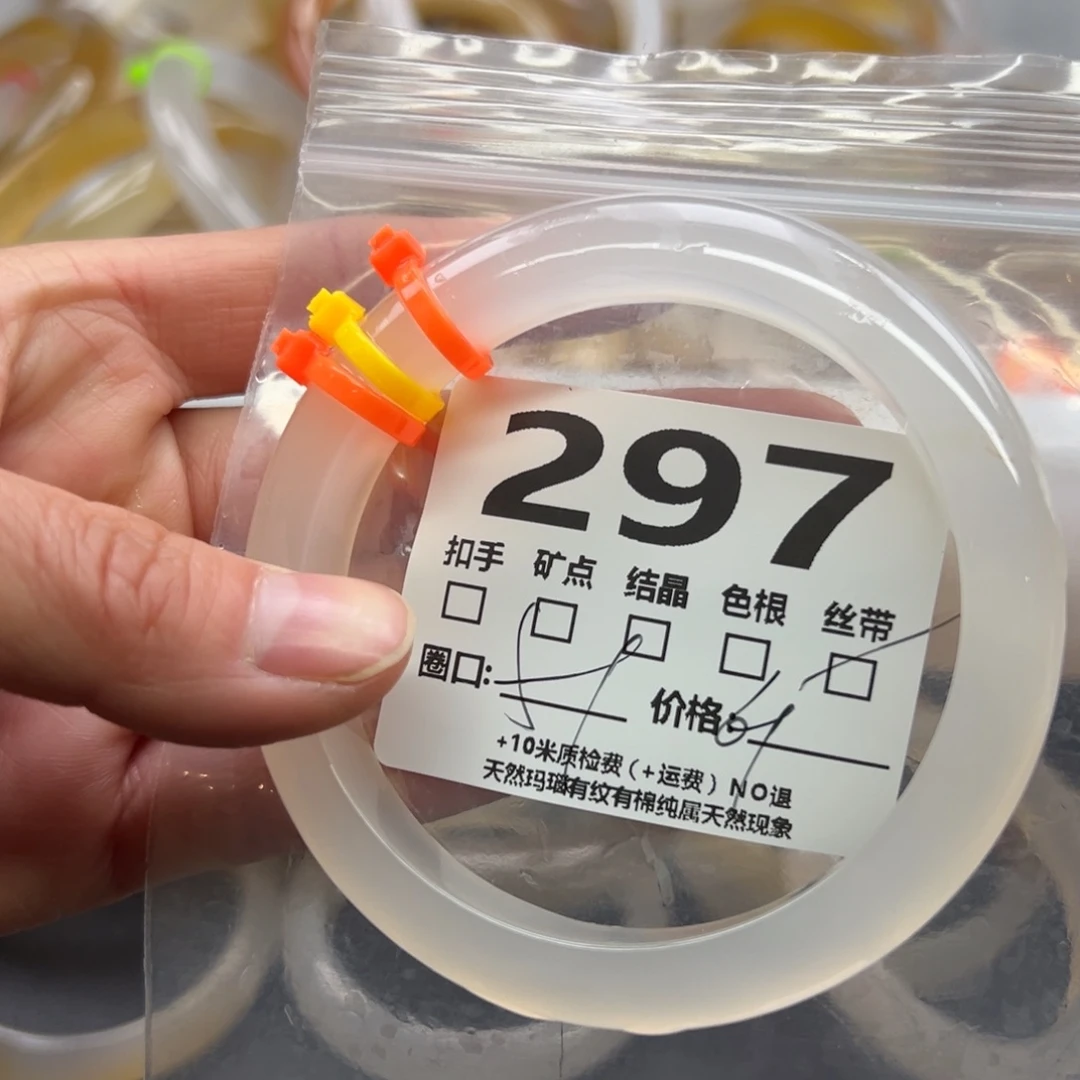 297
扣手 矿点 结晶 色根 丝带
圈口:
价格:
+10米质检费(+运费)NO退
天然玛瑙有纹有棉纯属天然现象